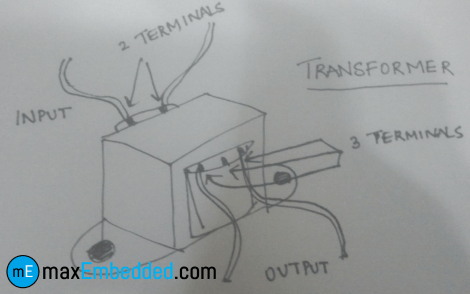 2 TERMINALS
INPUT
TRANSFORMER
3 TERMINALS
OUTPUT
mE maxEmbedded.com